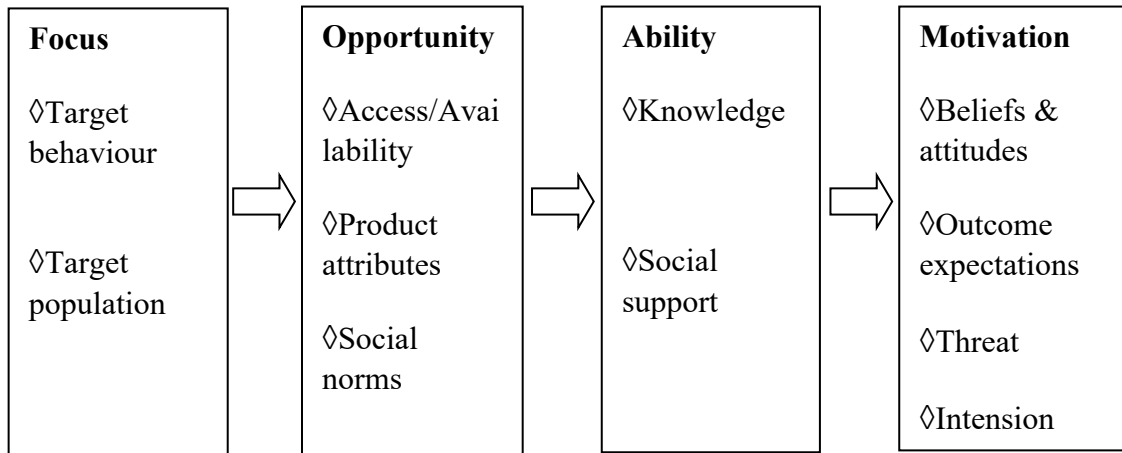 Focus
◊Target
behaviour
◊Target
population
Opportunity
◊Access/Avai
lability
◊Product
attributes
◊Social
norms
Ability
◊Knowledge
◊Social
support
Motivation
◊Beliefs &
attitudes
◊Outcome
expectations
◊Threat
◊Intension